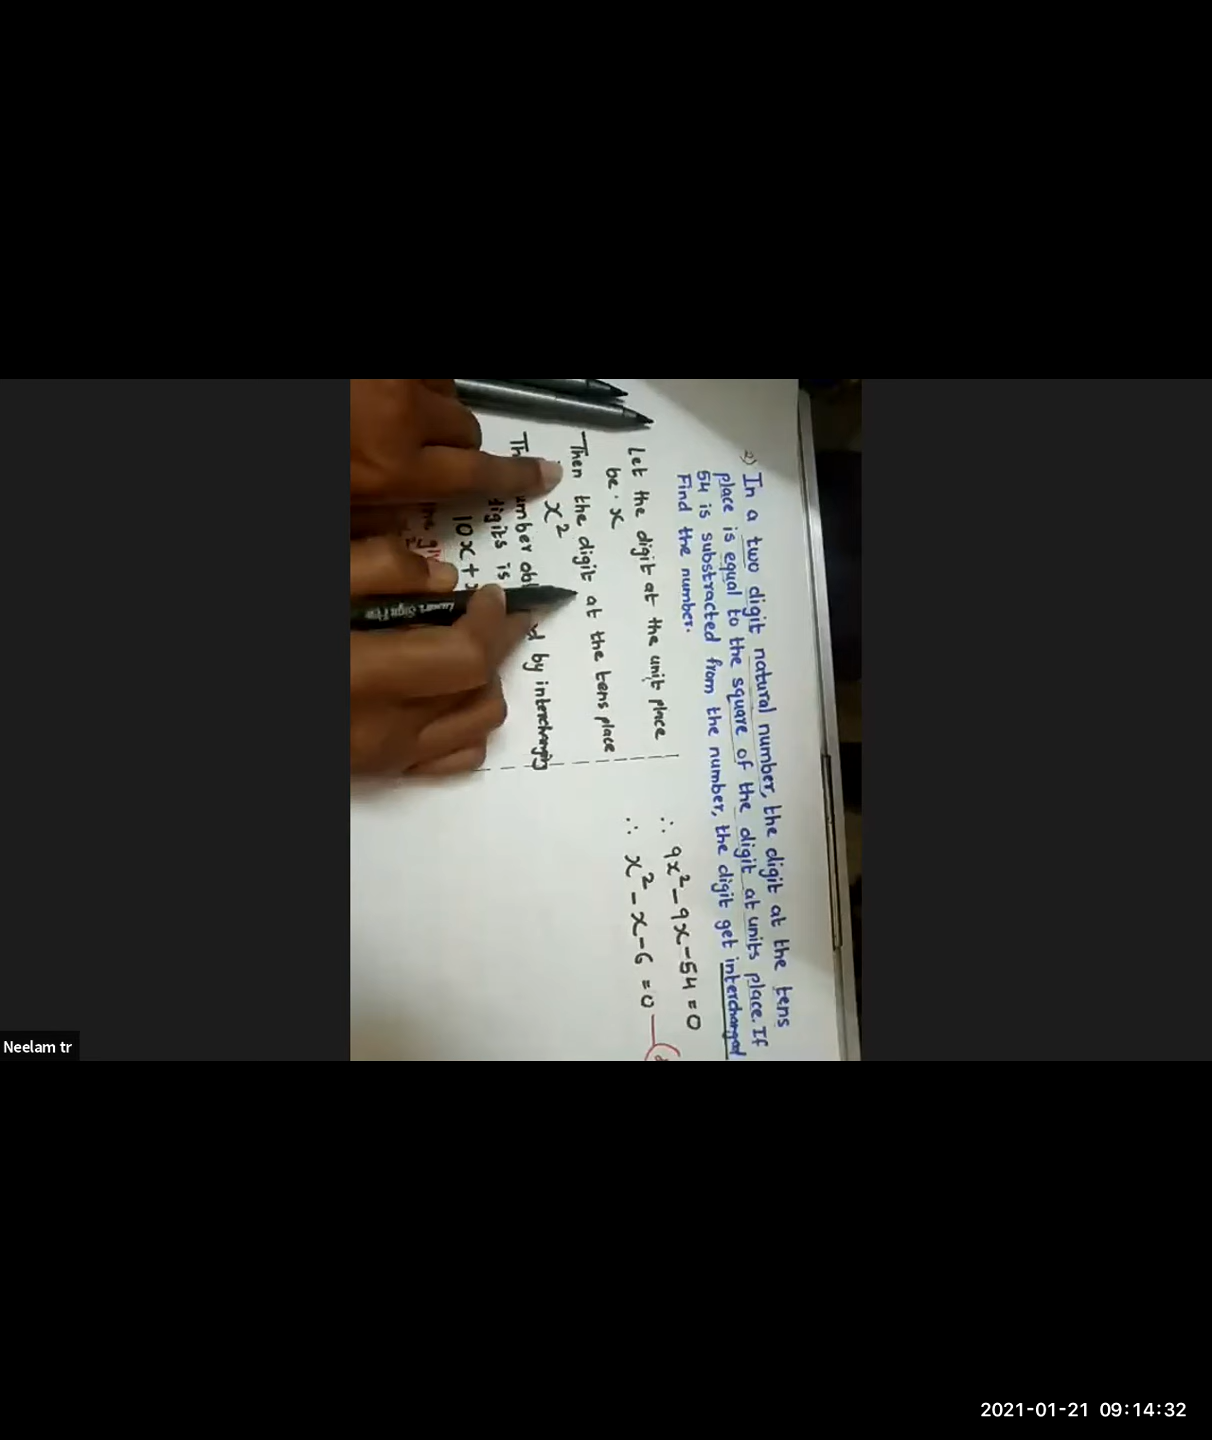 2) In a two digit natural number, the digit at the tens
place is equal to the square of the digit at units place. If
54 is substracted from the number, the digit get interchanged
Find the number.
Let the digit at the unit place
be x
Then the digit at the tens place
x²
by interchanging
digits is
10x +
∴ 9x² - 9x - 54 = 0
∴ x² - x - 6 = 0
Neelam tr
2021-01-21 09:14:32